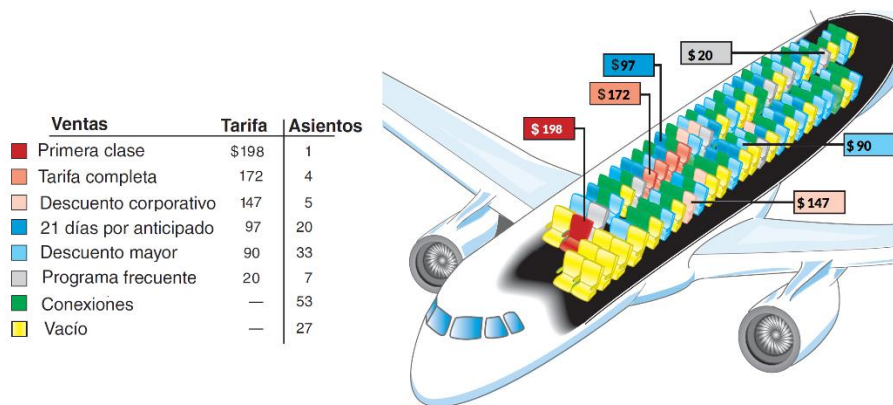 Ventas Tarifa Asientos
Primera clase $198 1
Tarifa completa 172 4
Descuento corporativo 147 5
21 días por anticipado 97 20
Descuento mayor 90 33
Programa frecuente 20 7
Conexiones — 53
Vacío — 27
$ 20
$97
$ 172
$ 198
$ 90
$ 147